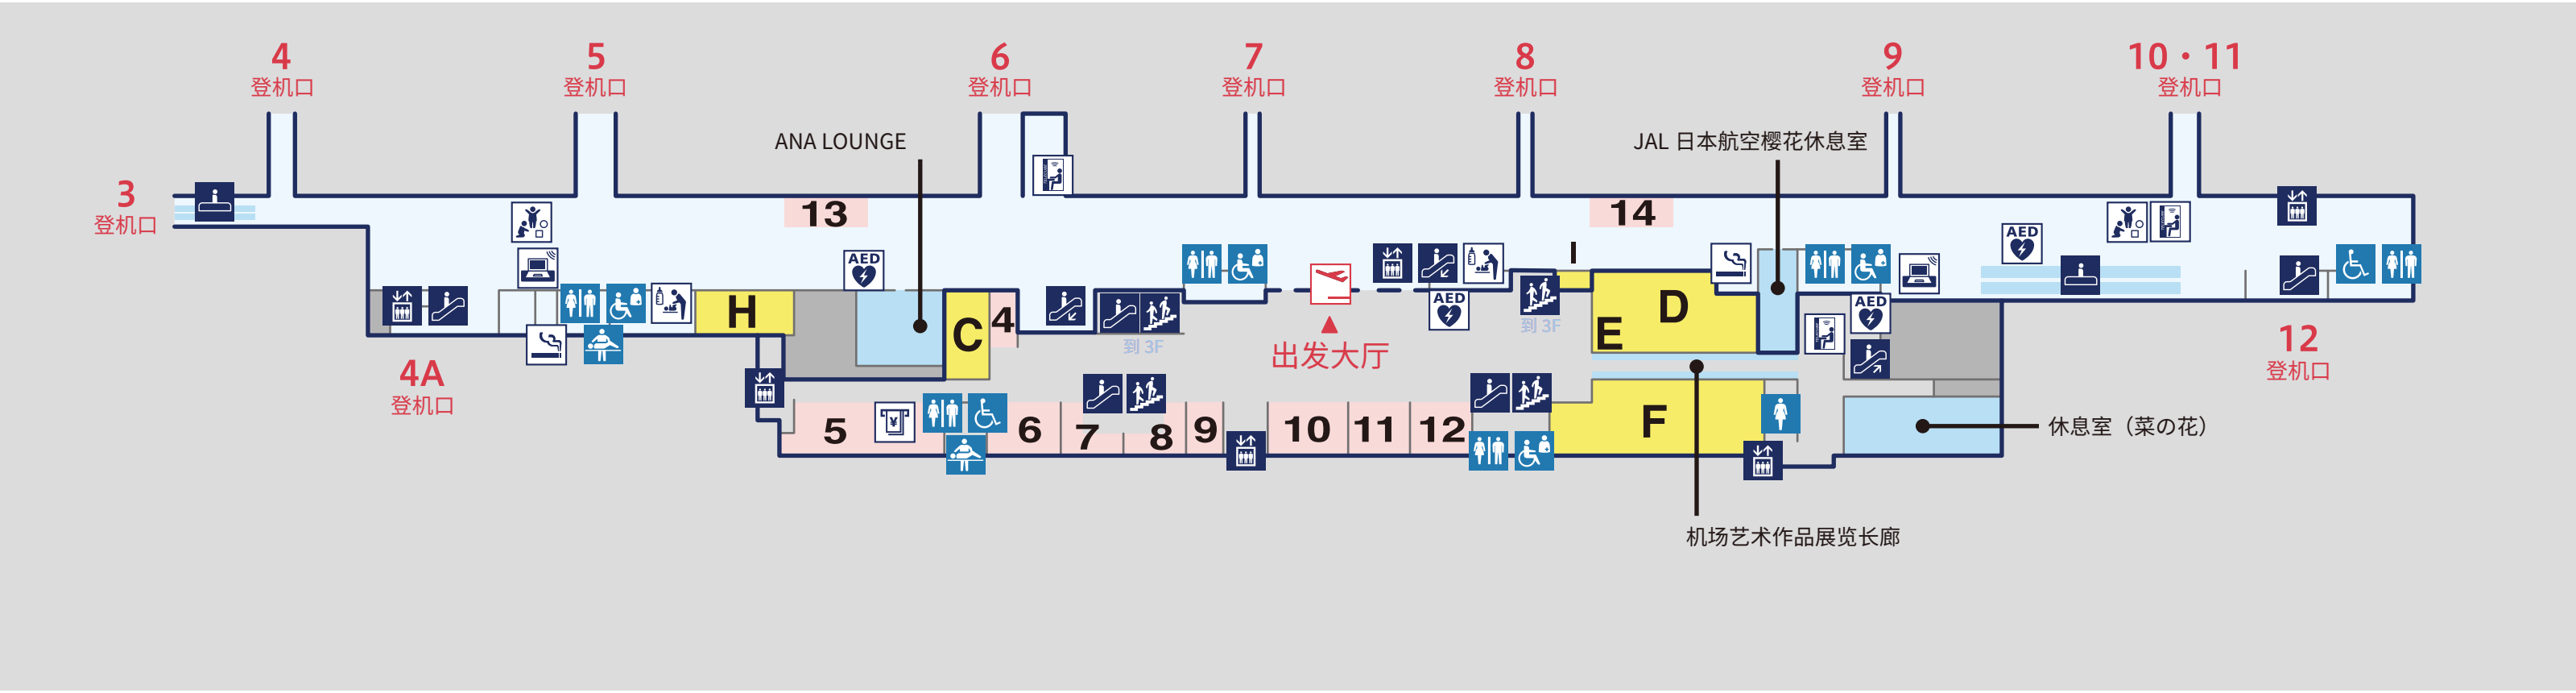 4
登机口
5
登机口
6
登机口
7
登机口
8
登机口
9
登机口
10・11
登机口
ANA LOUNGE
JAL 日本航空樱花休息室
3
登机口
13
14
AED
AED
I
H
C
4
AED
AED
D
E
到 3F
到 3F
出发大厅
12
登机口
4A
登机口
5
¥
6
7
8
9
10
11
12
F
休息室（菜の花）
机场艺术作品展览长廊